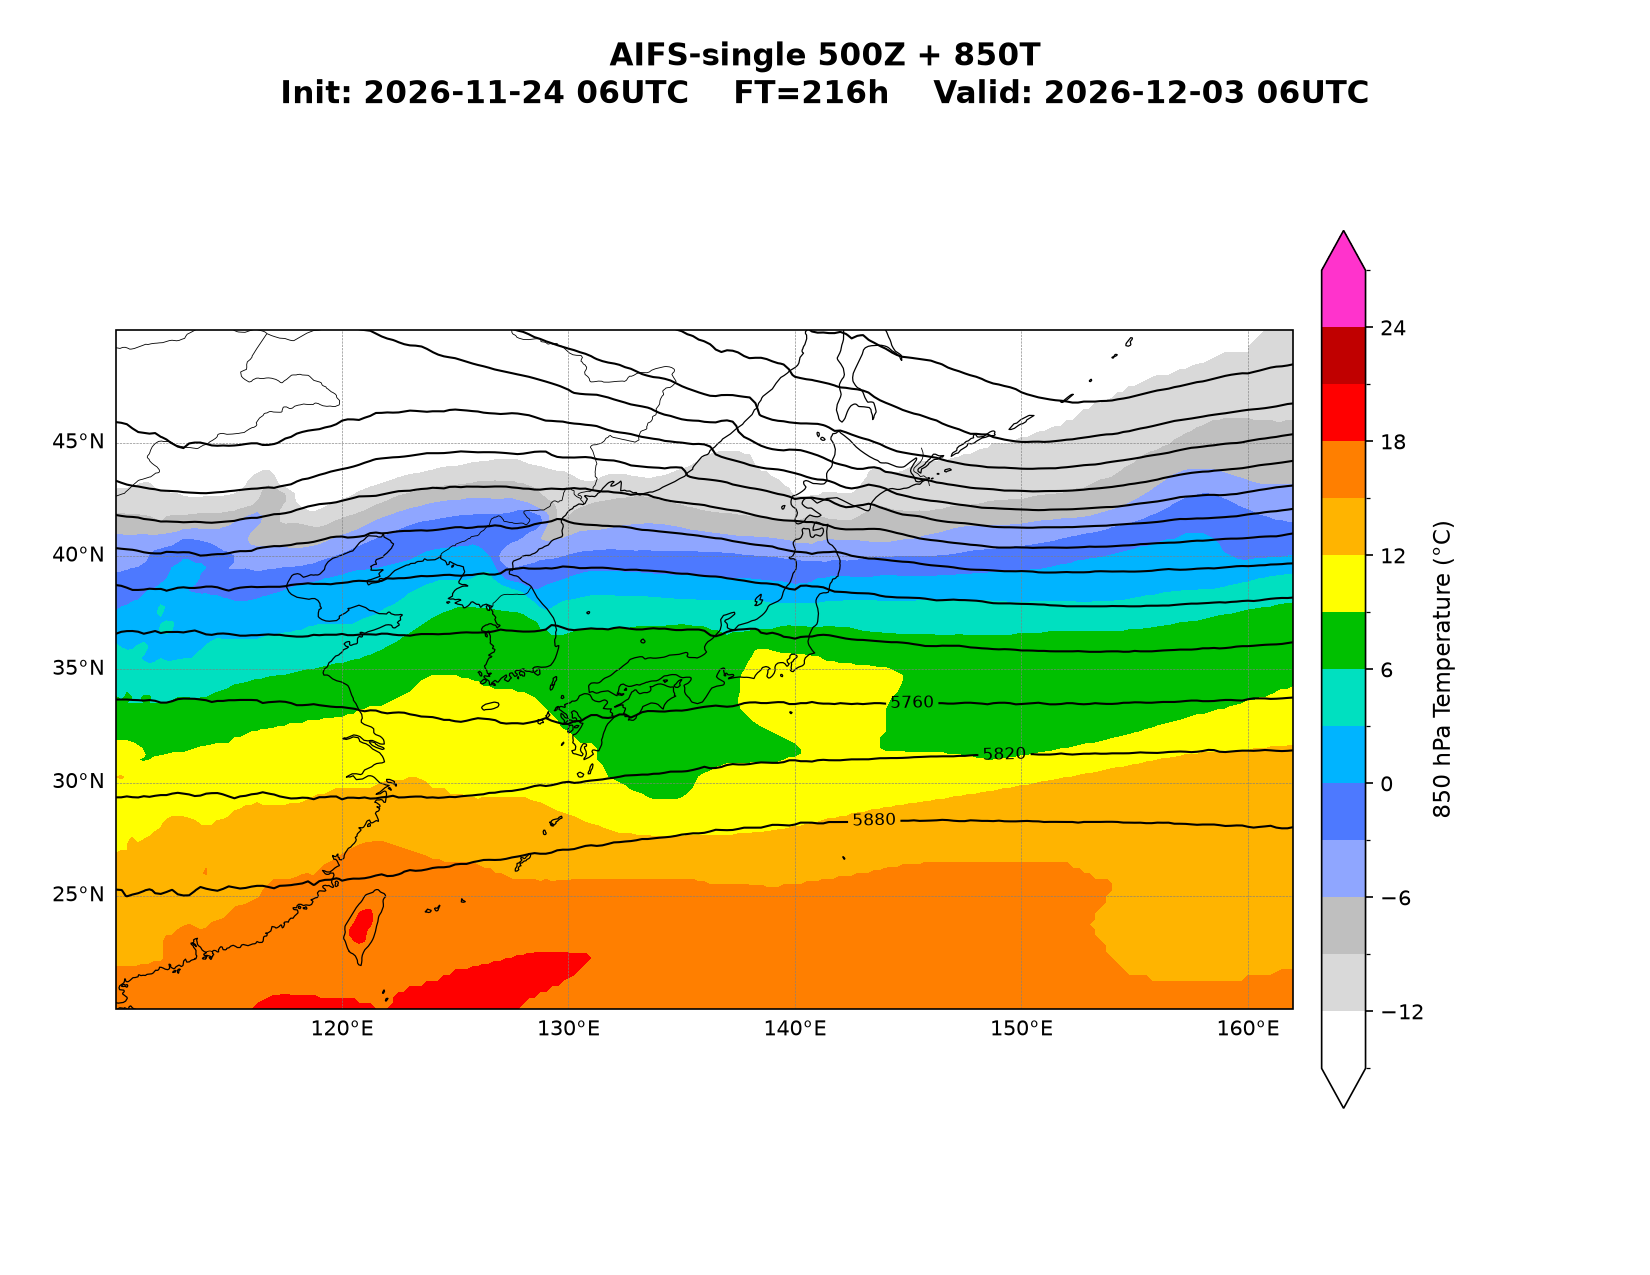 AIFS-single 500Z + 850T
Init: 2026-11-24 06UTC    FT=216h    Valid: 2026-12-03 06UTC
45°N
40°N
35°N
30°N
25°N
120°E
130°E
140°E
150°E
160°E
5760
5820
5880
24
18
12
6
0
−6
−12
850 hPa Temperature (°C)